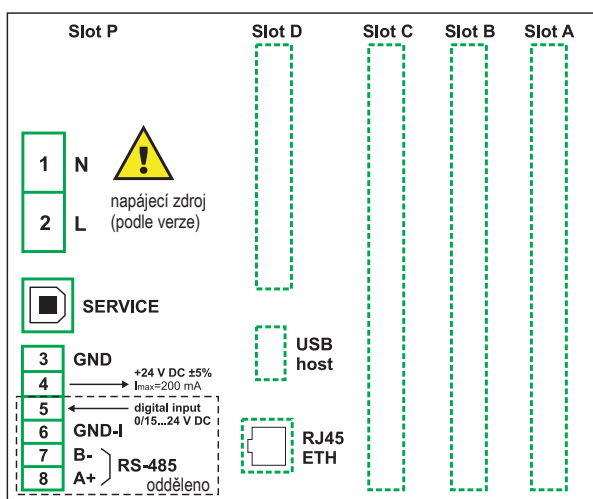 Slot P Slot D Slot C Slot B Slot A
1 N
napájecí zdroj
2 L (podle verze)
SERVICE
USB
host
3 GND
4 +24 V DC ±5%
Imax=200 mA
5 digital input
0/15...24 V DC
6 GND-I
7 B-
RS-485
8 A+
odděleno
RJ45
ETH